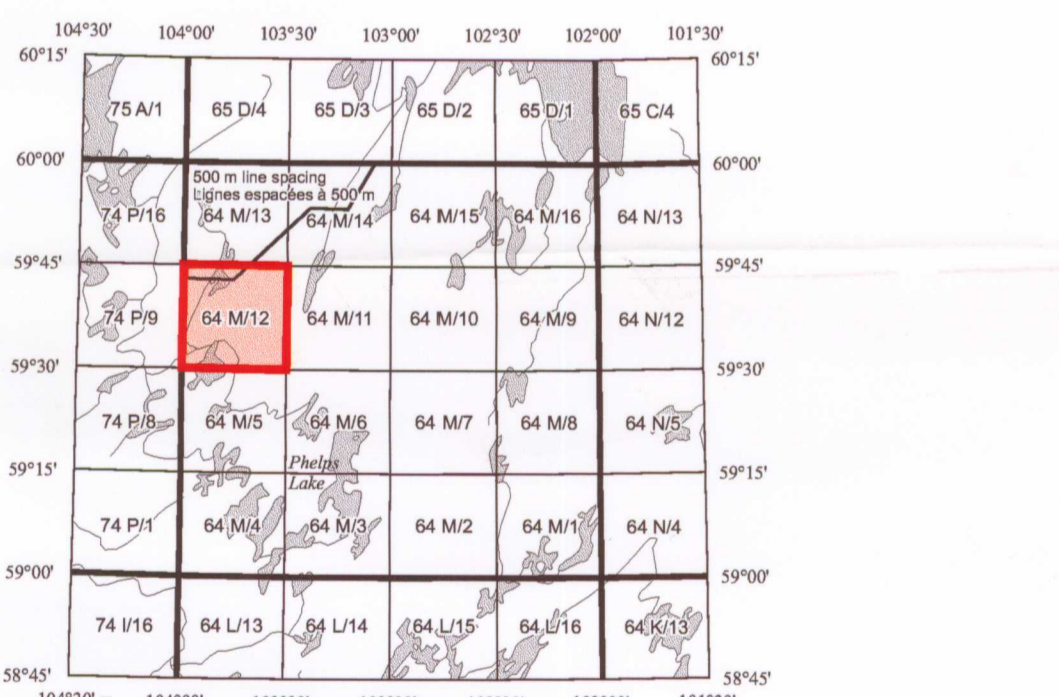 104°30' 104°00' 103°30' 103°00' 102°30' 102°00' 101°30'
60°15' 60°15'
75 A/1 65 D/4 65 D/3 65 D/2 65 D/1 65 C/4
60°00' 60°00'
500 m line spacing
Lignes espacées à 500 m
74 P/16 64 M/13 64 M/14 64 M/15 64 M/16 64 N/13
59°45' 59°45'
74 P/9 64 M/12 64 M/11 64 M/10 64 M/9 64 N/12
59°30' 59°30'
74 P/8 64 M/5 64 M/6 64 M/7 64 M/8 64 N/5
59°15' 59°15'
Phelps
Lake
74 P/1 64 M/4 64 M/3 64 M/2 64 M/1 64 N/4
59°00' 59°00'
74 I/16 64 L/13 64 L/14 64 L/15 64 L/16 64 K/13
58°45' 58°45'